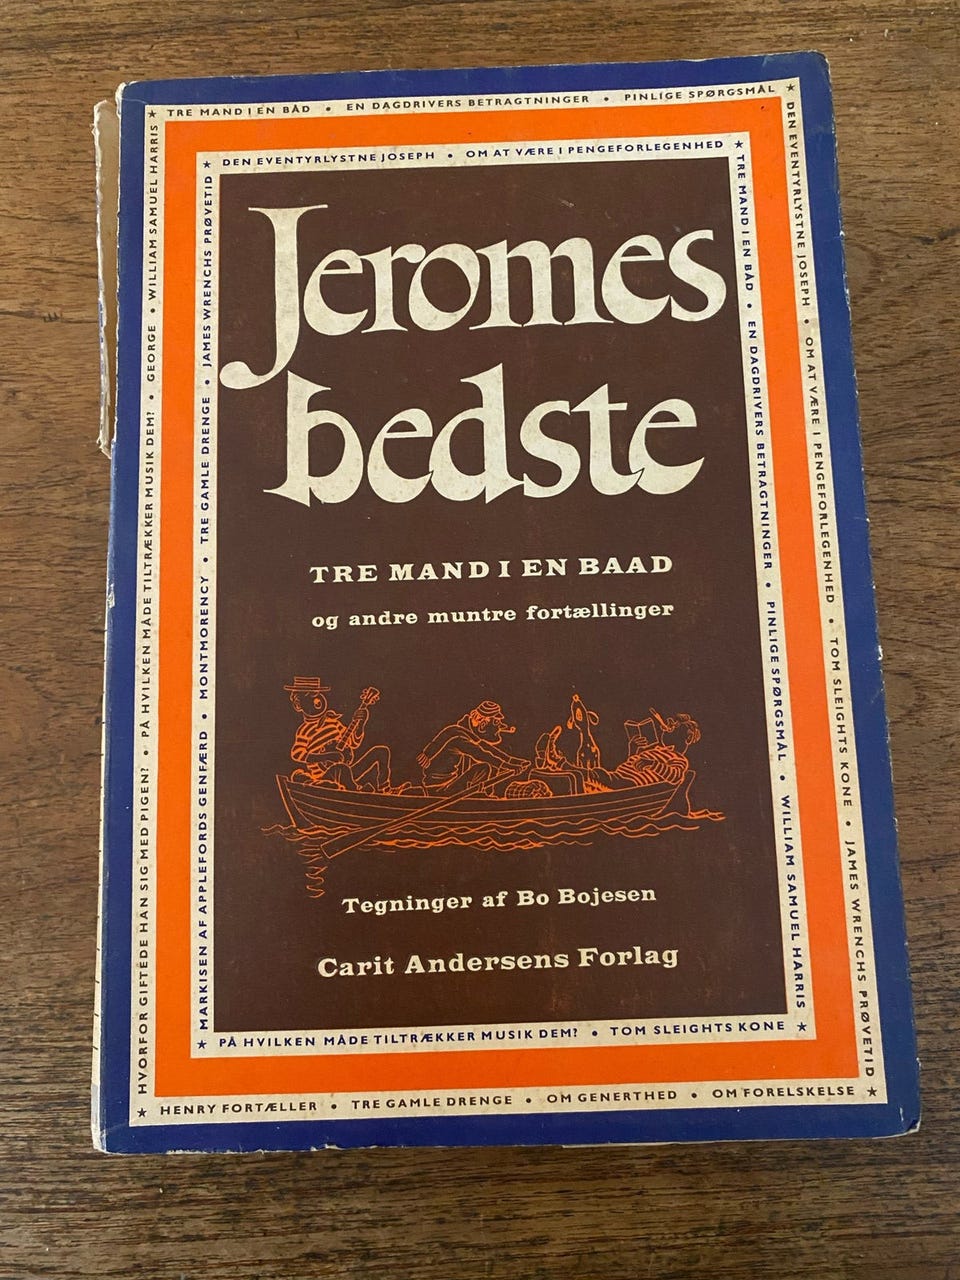 ★ TRE MAND I EN BÅD • EN DAGDRIVERS BETRAGTNINGER • PINLIGE SPØRGSMÅL ★
DEN EVENTYRLYSTNE JOSEPH • OM AT VÆRE I PENGEFORLEGENHED • TOM SLEIGHTS KONE • JAMES WRENCHS PRØVETID ★
★ HENRY FORTÆLLER • TRE GAMLE DRENGE • OM GENERTHED • OM FORELSKELSE
HVORFOR GIFTEDE HAN SIG MED PIGEN? • PÅ HVILKEN MÅDE TILTRÆKKER MUSIK DEM? • GEORGE • WILLIAM SAMUEL HARRIS
★ DEN EVENTYRLYSTNE JOSEPH • OM AT VÆRE I PENGEFORLEGENHED ★
TRE MAND I EN BÅD • EN DAGDRIVERS BETRAGTNINGER • PINLIGE SPØRGSMÅL • WILLIAM SAMUEL HARRIS ★
★ PÅ HVILKEN MÅDE TILTRÆKKER MUSIK DEM? • TOM SLEIGHTS KONE
MARKISEN AF APPLEFORDS GENFÆRD • MONTMORENCY • TRE GAMLE DRENGE • JAMES WRENCHS PRØVETID
Jeromes
bedste
TRE MAND I EN BAAD
og andre muntre fortællinger
Tegninger af Bo Bojesen
Carit Andersens Forlag